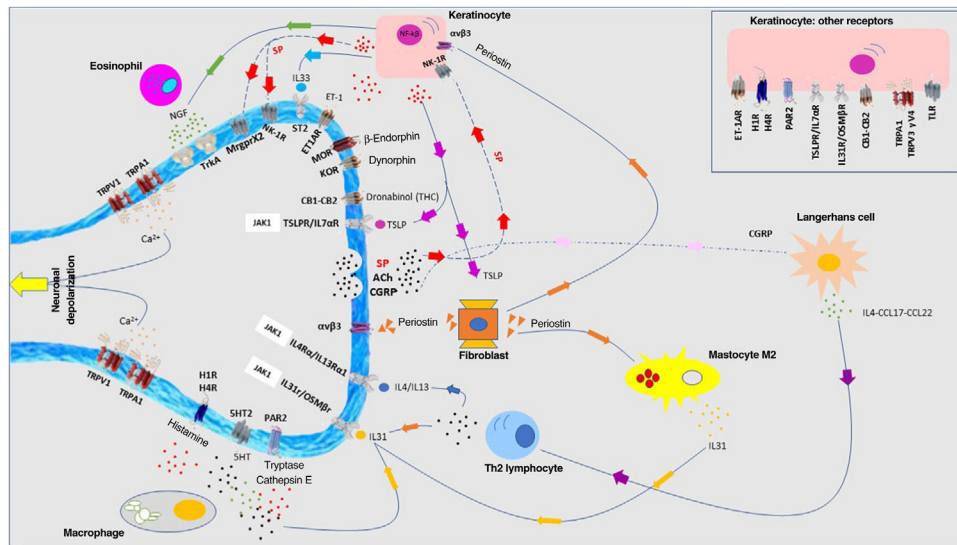 Keratinocyte
NF-kβ
αvβ3
NK-1R
Periostin
SP
Eosinophil
IL33
NGF
ST2
ET-1
ET1AR
NK-1R
MrgprX2
TrkA
TRPA1
TRPV1
MOR
β-Endorphin
KOR
Dynorphin
CB1-CB2
Dronabinol (THC)
JAK1
TSLPR/IL7αR
TSLP
SP
Ca²⁺
SP
ACh
CGRP
TSLP
CGRP
Langerhans cell
IL4-CCL17-CCL22
Neuronal
depolarization
Ca²⁺
αvβ3
Periostin
Fibroblast
Periostin
Mastocyte M2
JAK1
IL4Rα/IL13Rα1
IL4/IL13
JAK1
IL31r/OSMβr
IL31
IL31
Th2 lymphocyte
TRPV1
TRPA1
H1R
H4R
Histamine
5HT2
5HT
PAR2
Tryptase
Cathepsin E
Macrophage
Keratinocyte: other receptors
ET-1AR
H1R
H4R
PAR2
TSLPR/IL7αR
IL31R/OSMβR
CB1-CB2
TRPA1
TRPV3 yV4
TLR